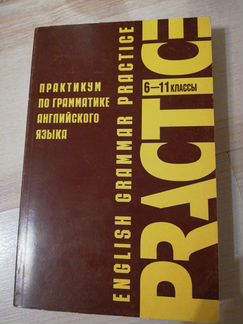 ПРАКТИКУМ
ПО ГРАММАТИКЕ
АНГЛИЙСКОГО
ЯЗЫКА
ENGLISH GRAMMAR PRACTICE
6–11 КЛАССЫ
PRACTICE